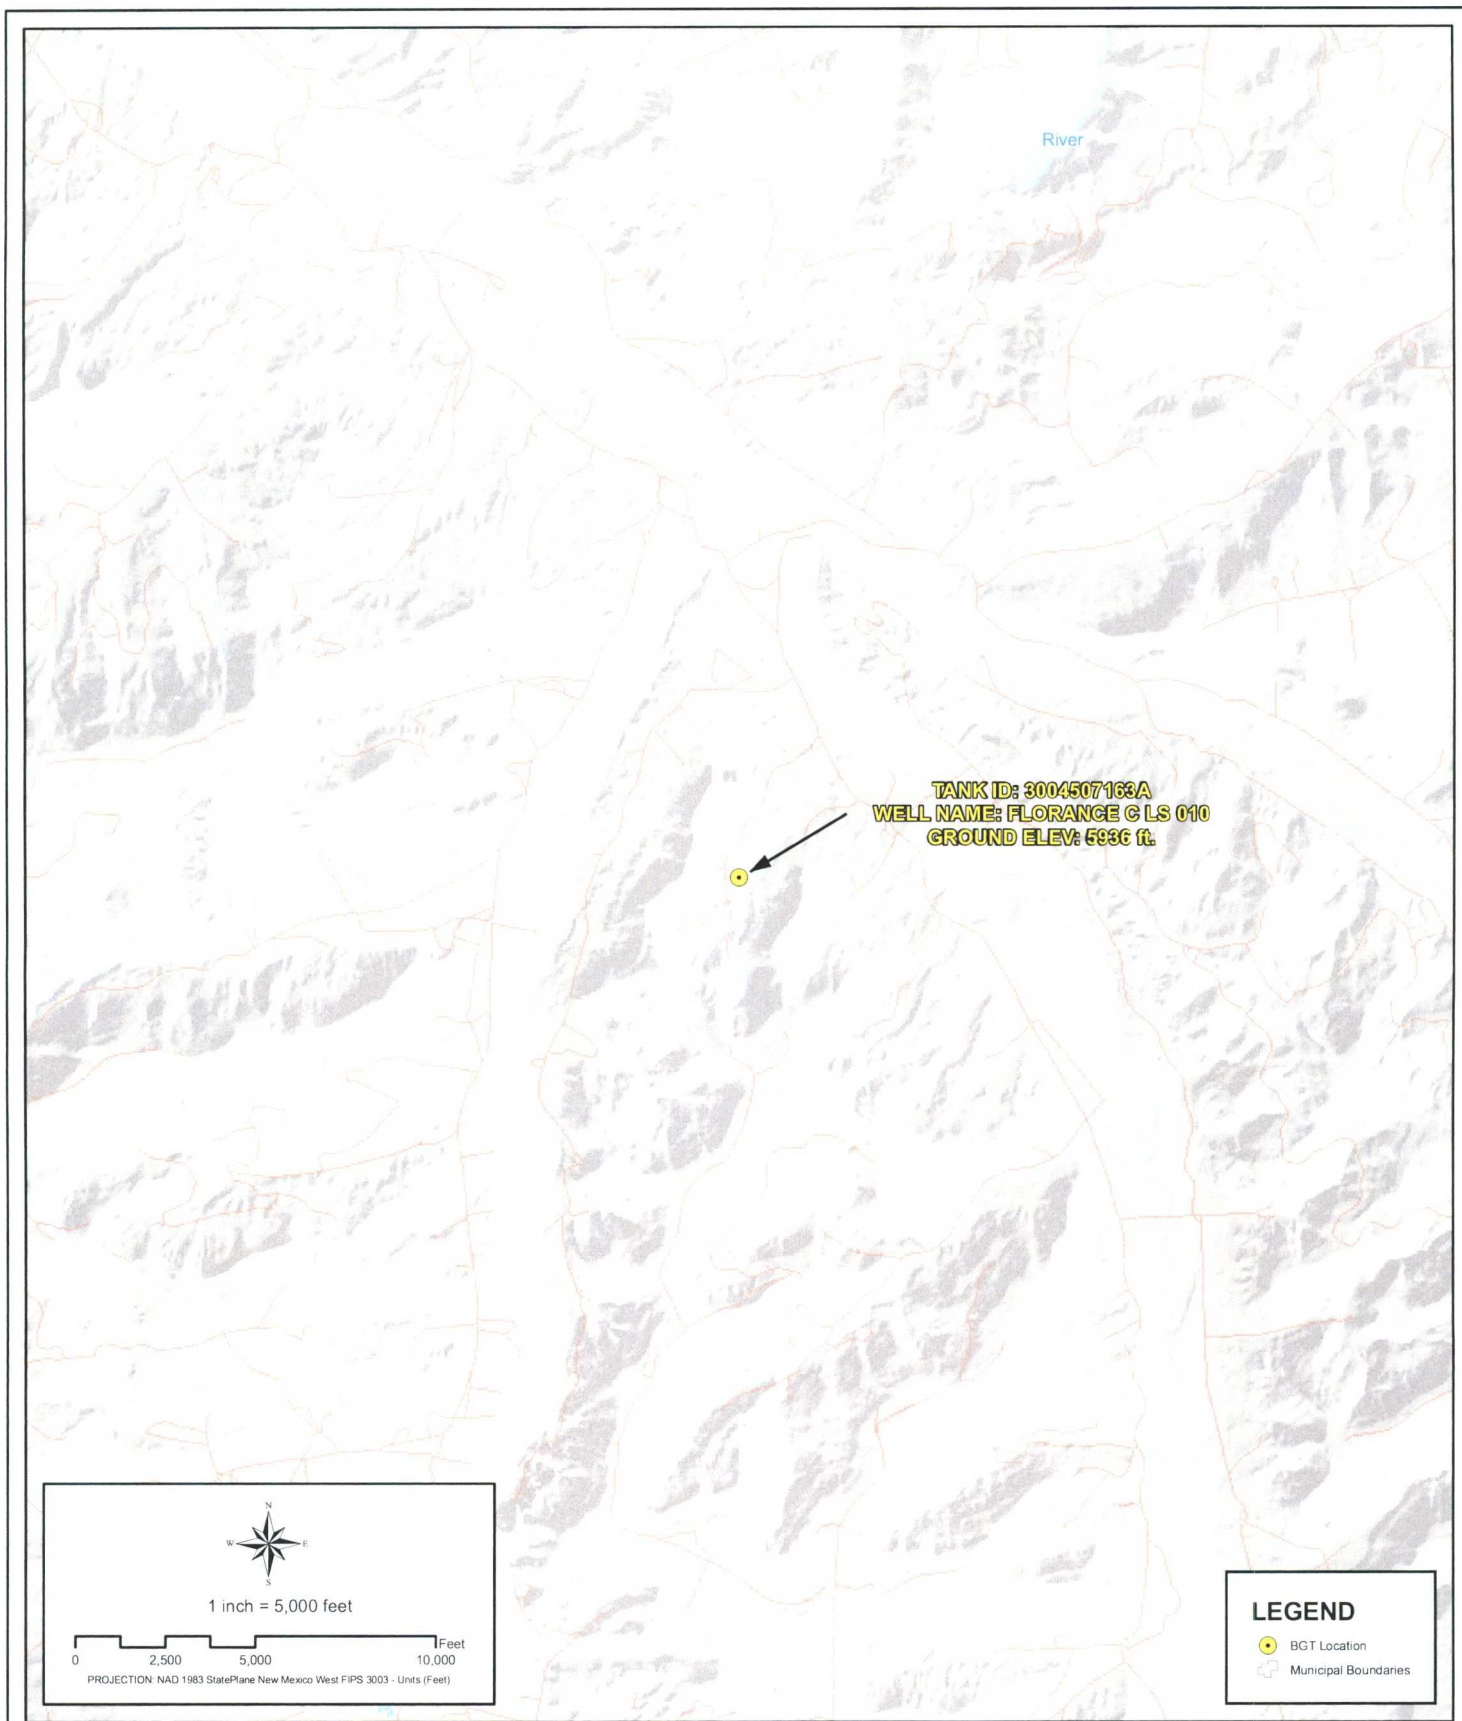 River
TANK ID: 3004507163A
WELL NAME: FLORANCE C LS 010
GROUND ELEV: 5936 ft.
N
W E
S
1 inch = 5,000 feet
Feet
0 2,500 5,000 10,000
PROJECTION: NAD 1983 StatePlane New Mexico West FIPS 3003 - Units (Feet)
LEGEND
BGT Location
Municipal Boundaries